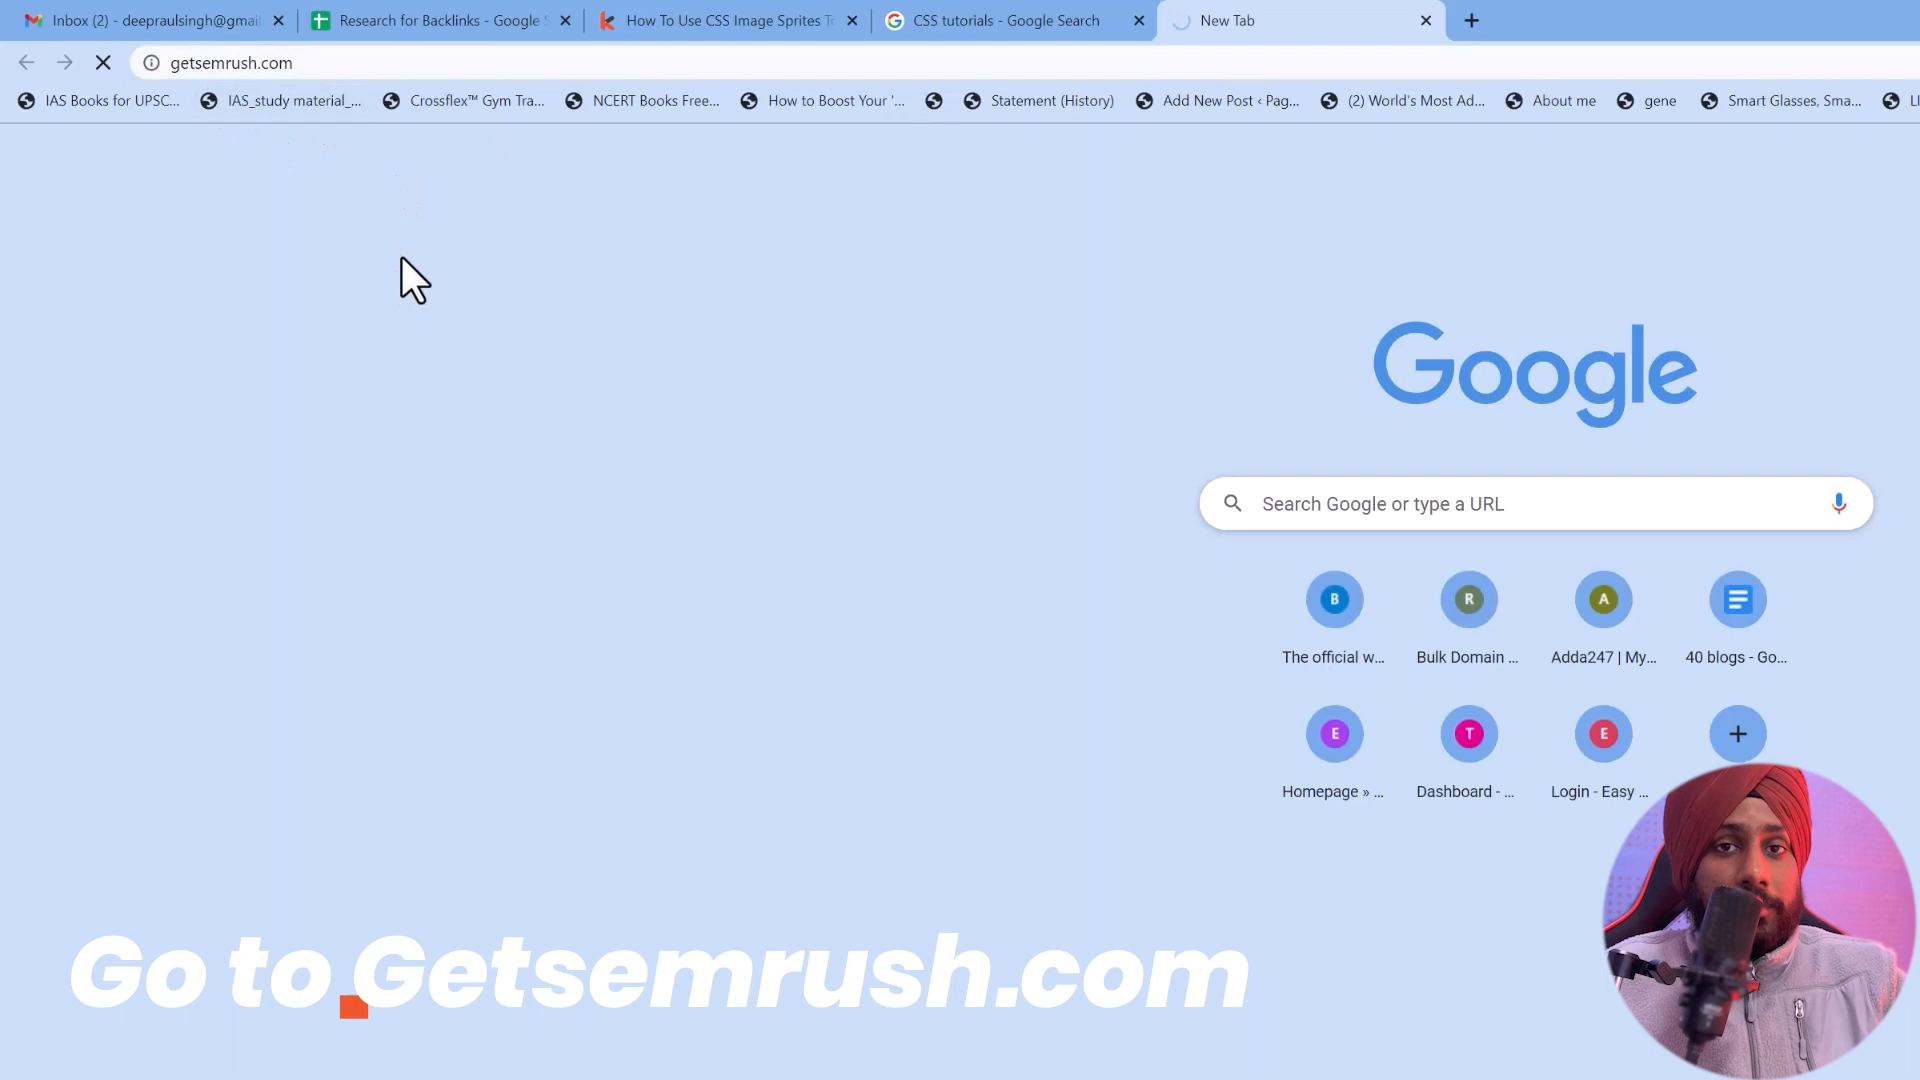 Inbox (2) - deepraulsingh@gmail
Research for Backlinks - Google S
How To Use CSS Image Sprites To
CSS tutorials - Google Search
New Tab
getsemrush.com
IAS Books for UPSC...
IAS_study material_...
Crossflex™ Gym Tra...
NCERT Books Free...
How to Boost Your '...
Statement (History)
Add New Post ‹ Pag...
(2) World's Most Ad...
About me
gene
Smart Glasses, Sma...
Google
Search Google or type a URL
B
R
A
The official w...
Bulk Domain ...
Adda247 | My...
40 blogs - Go...
E
T
E
Homepage » ...
Dashboard - ...
Login - Easy ...
Go to Getsemrush.com